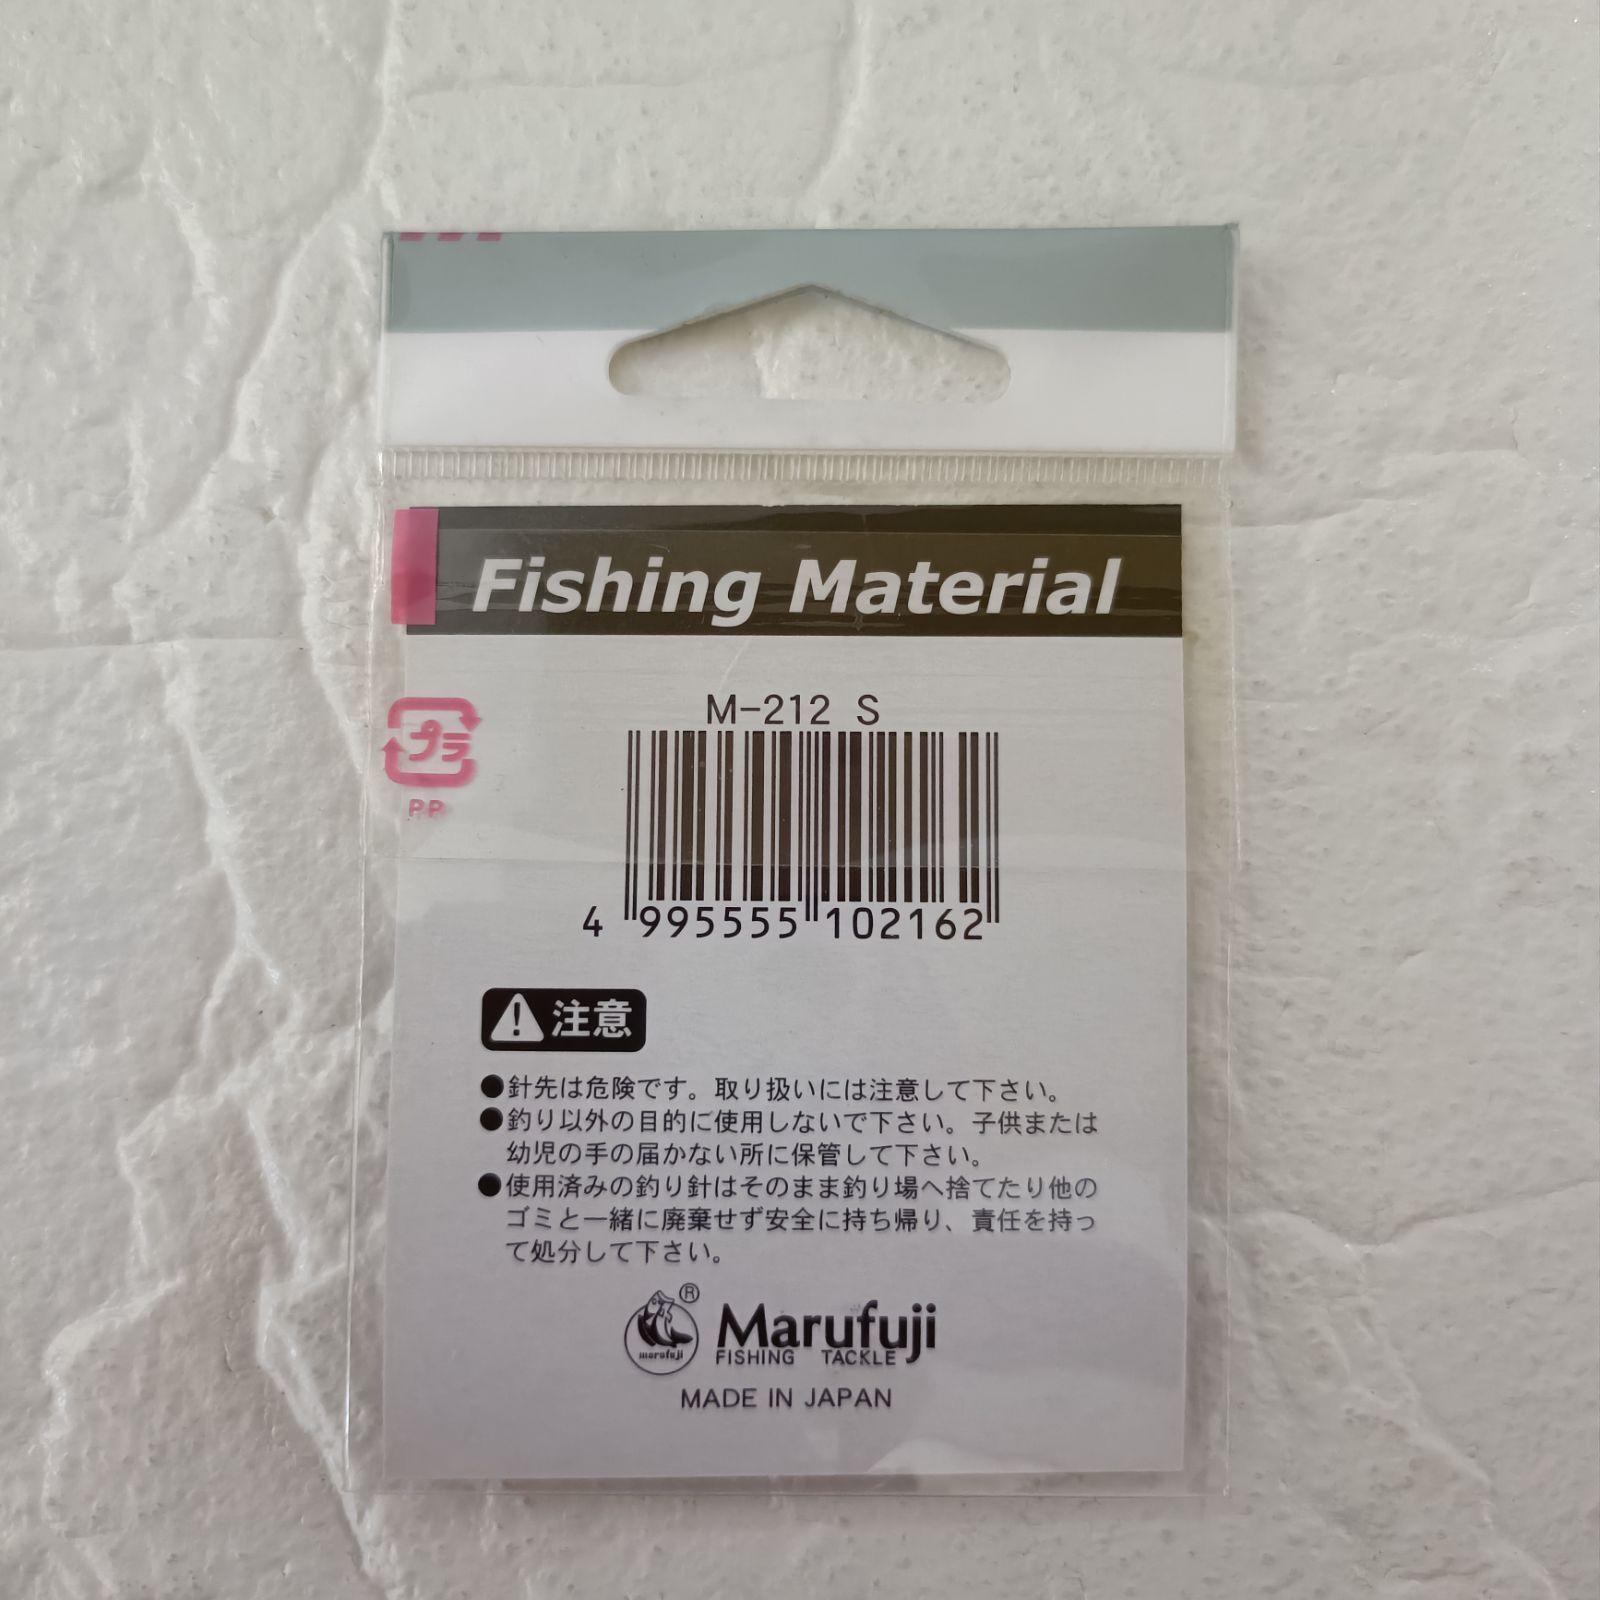 Fishing Material
M-212 S
プラ
PP
4 995555 102162
注意
●針先は危険です。取り扱いには注意して下さい。
●釣り以外の目的に使用しないで下さい。子供または
幼児の手の届かない所に保管して下さい。
●使用済みの釣り針はそのまま釣り場へ捨てたり他の
ゴミと一緒に廃棄せず安全に持ち帰り、責任を持っ
て処分して下さい。
®
marufuji
Marufuji
FISHING TACKLE
MADE IN JAPAN